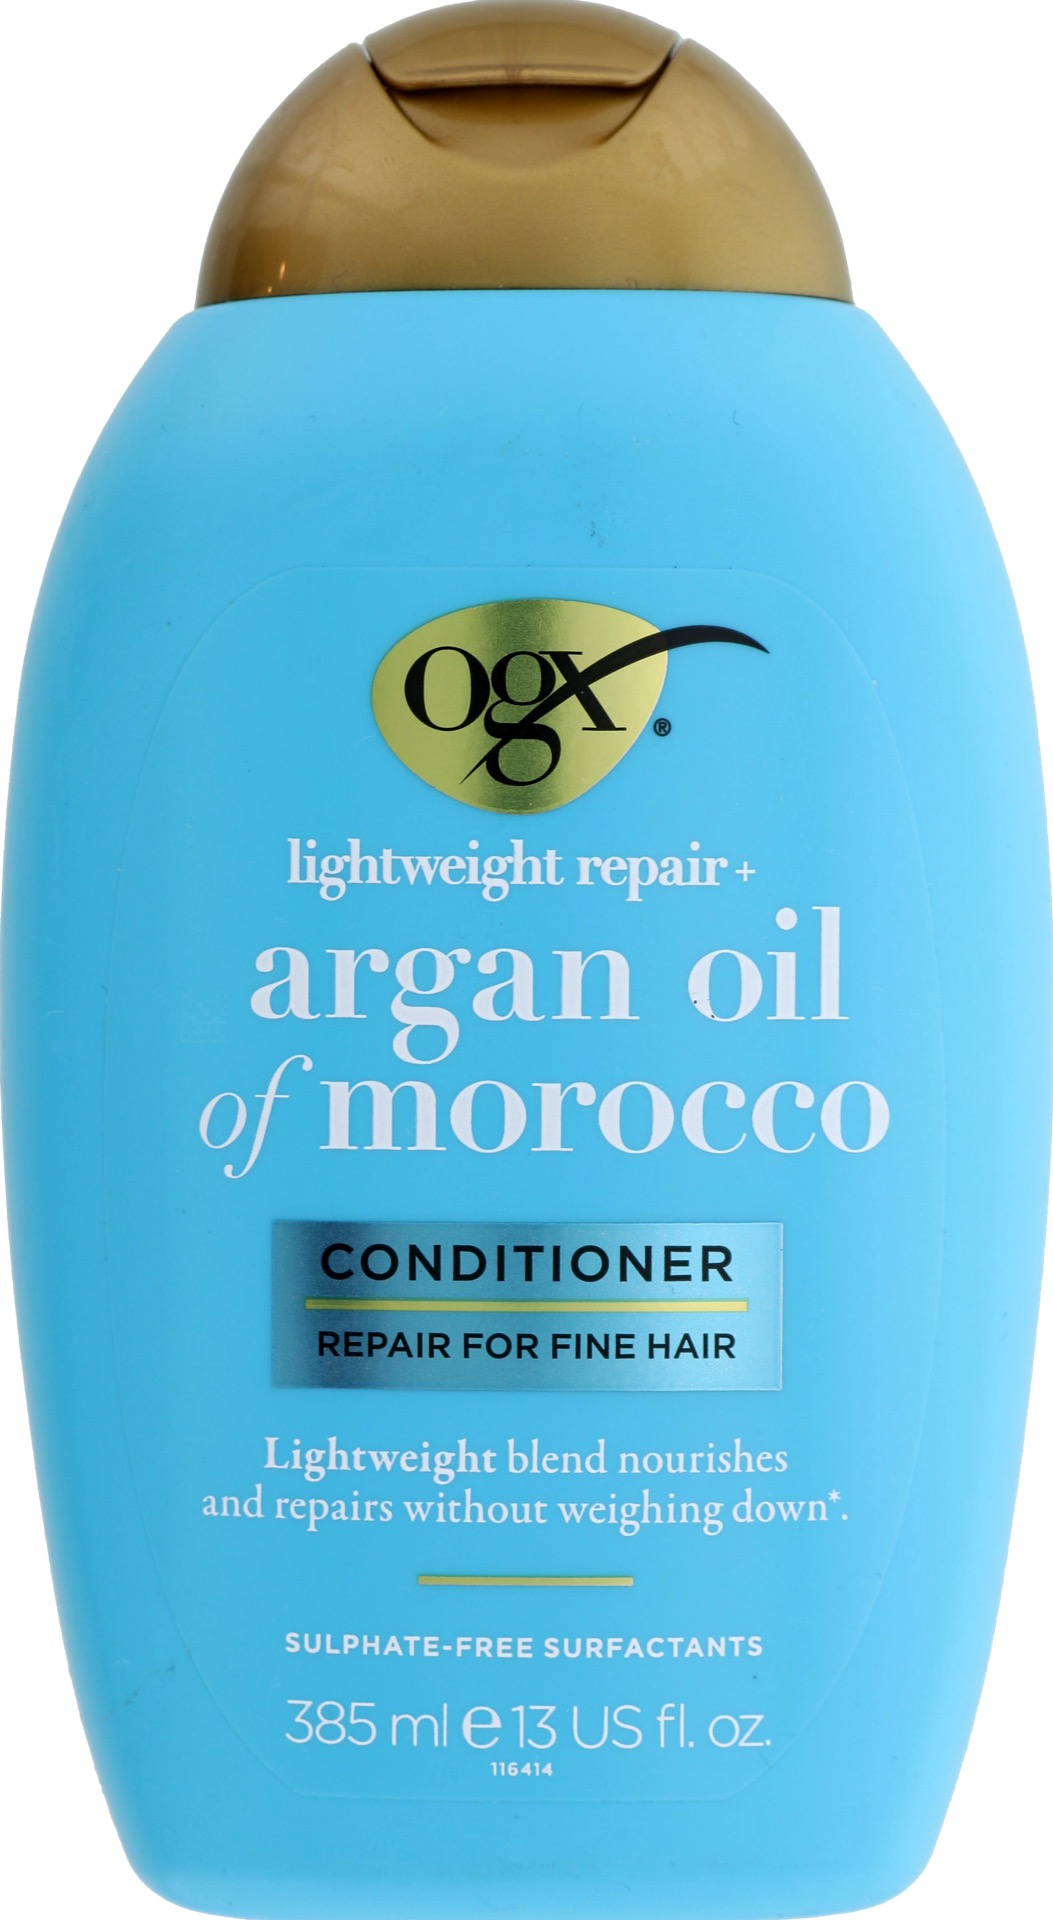 ogx®
lightweight repair+
argan oil
of morocco
CONDITIONER
REPAIR FOR FINE HAIR
Lightweight blend nourishes
and repairs without weighing down*.
SULPHATE-FREE SURFACTANTS
385 ml e 13 US fl. oz.
116414